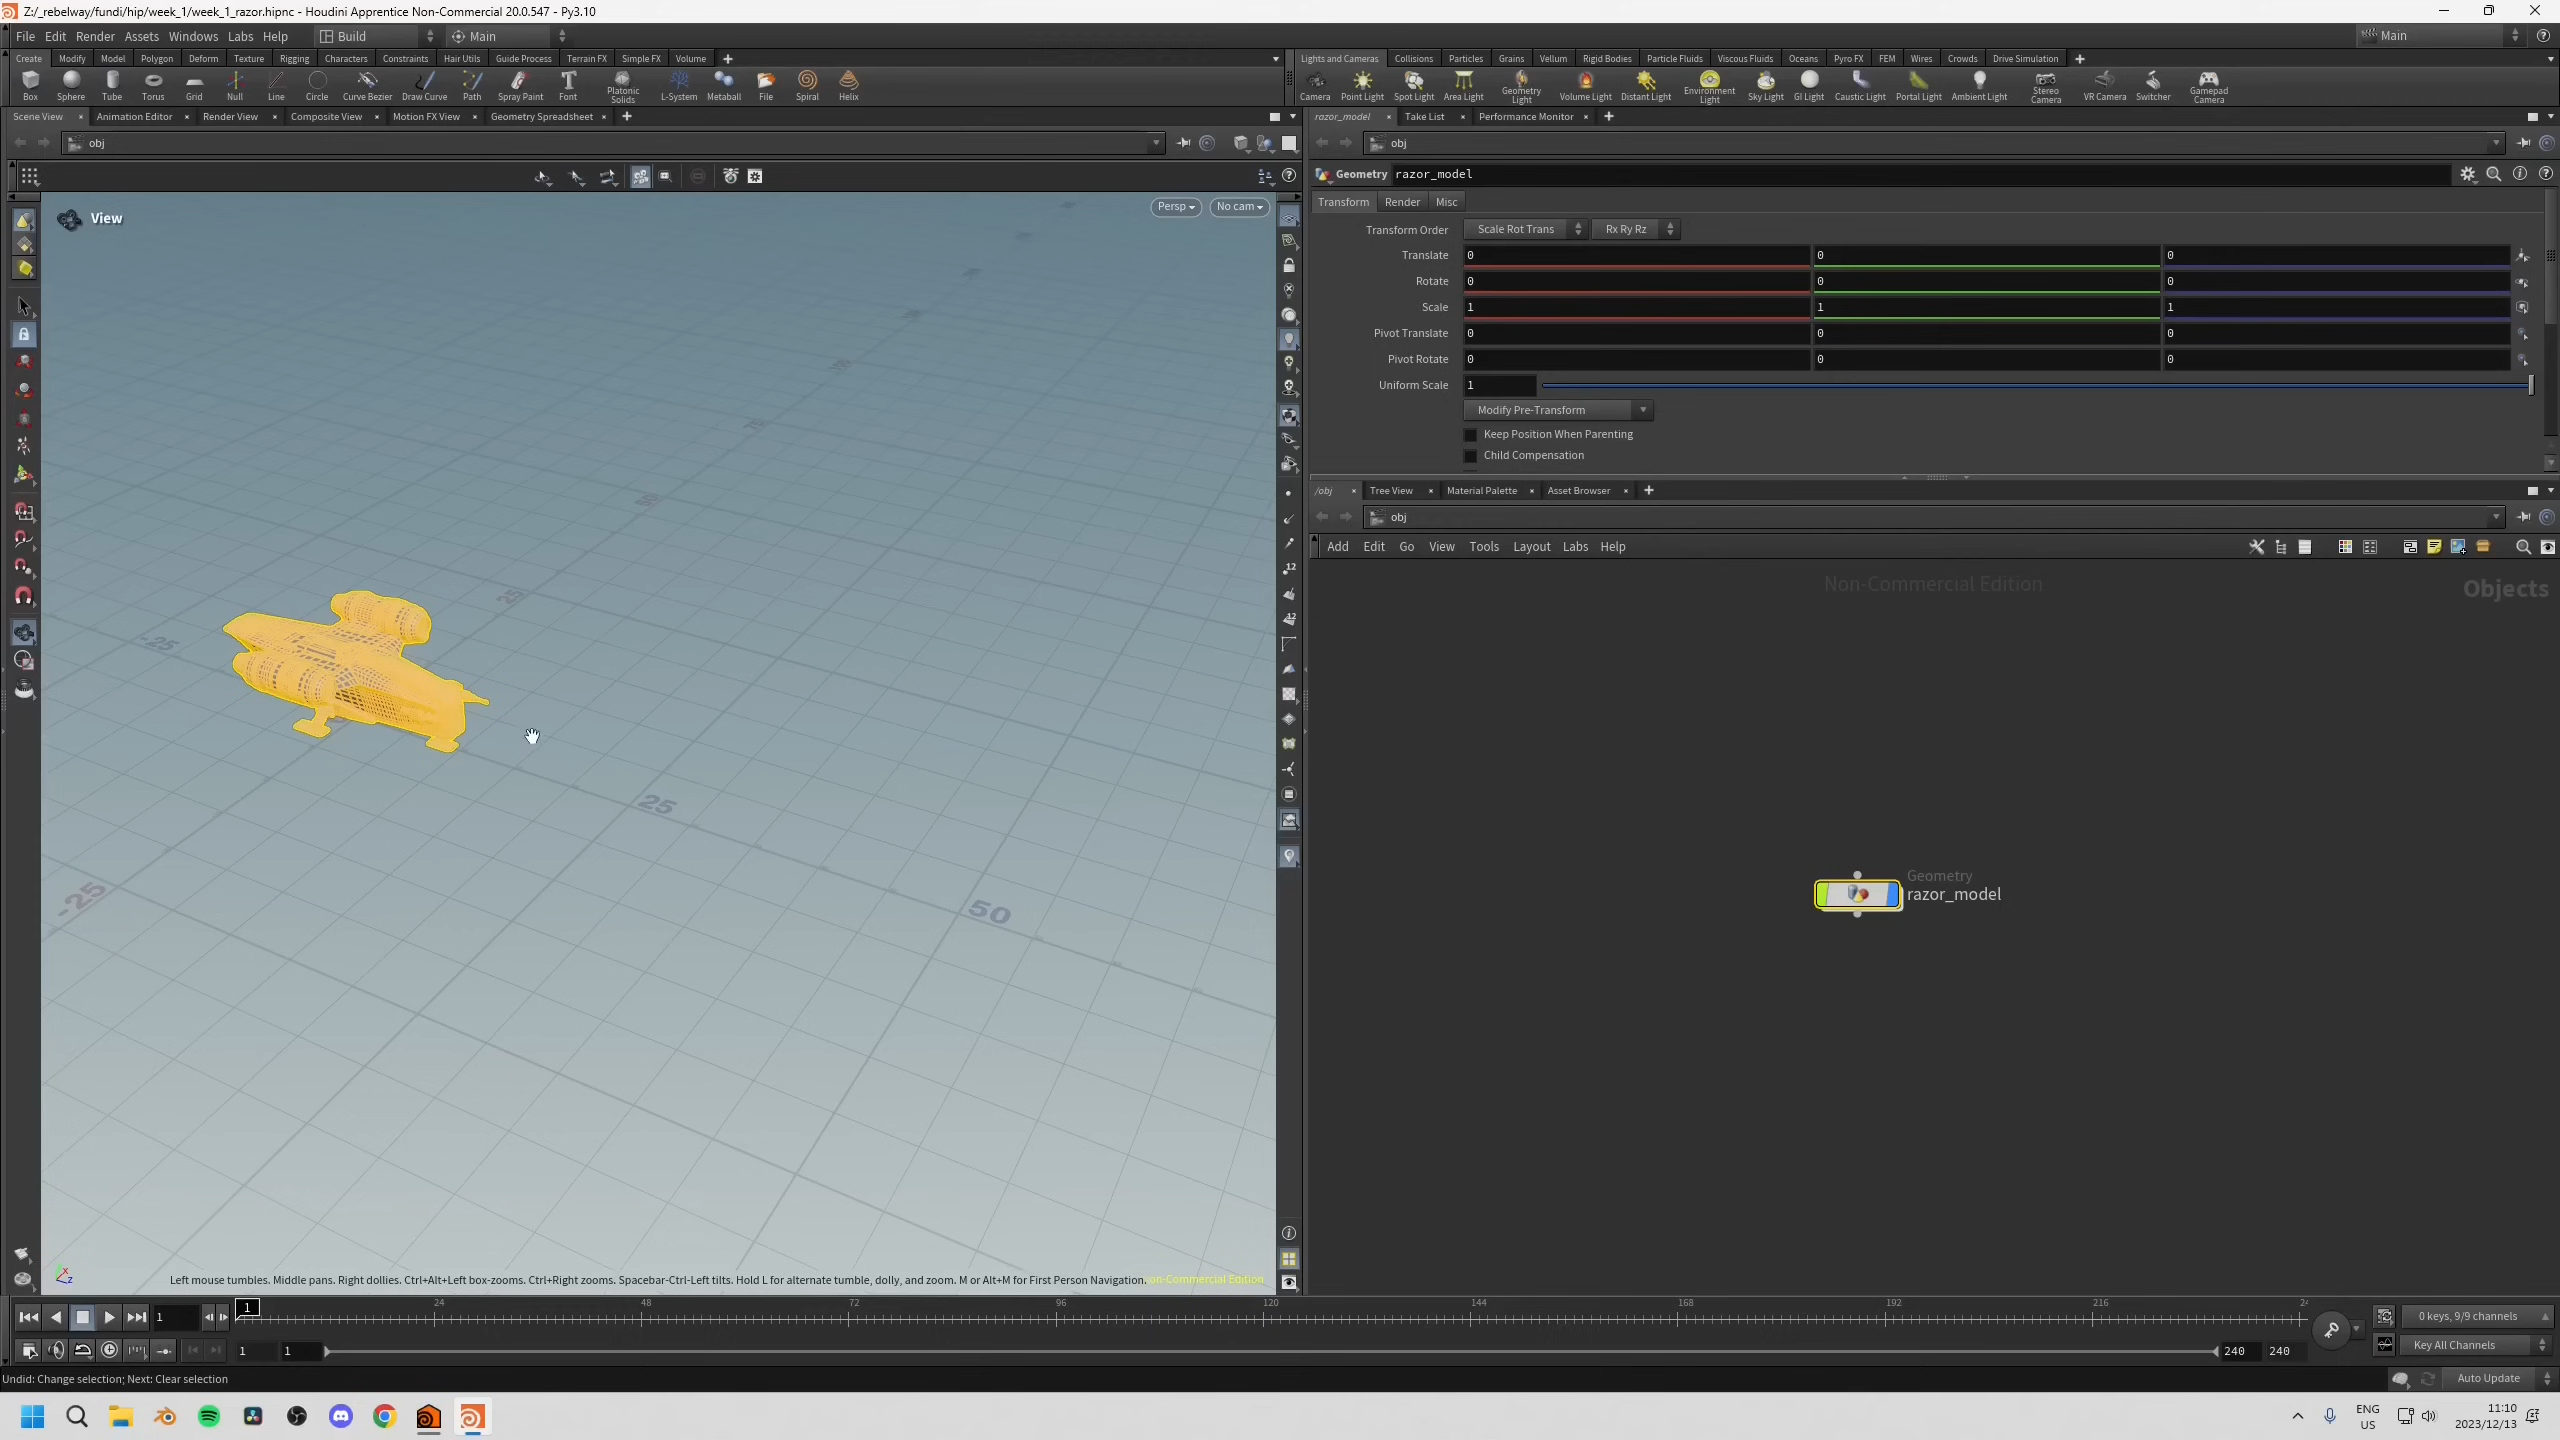 Z:/_rebelway/fundi/hip/week_1/week_1_razor.hipnc - Houdini Apprentice Non-Commercial 20.0.547 - Py3.10
File Edit Render Assets Windows Labs Help Build Main Main
Create Modify Model Polygon Deform Texture Rigging Characters Constraints Hair Utils Guide Process Terrain FX Simple FX Volume
Box Sphere Tube Torus Grid Null Line Circle Curve Bezier Draw Curve Path Spray Paint Font Platonic Solids L-System Metaball File Spiral Helix
Lights and Cameras Collisions Particles Grains Vellum Rigid Bodies Particle Fluids Viscous Fluids Oceans Pyro FX FEM Wires Crowds Drive Simulation
Camera Point Light Spot Light Area Light Geometry Light Volume Light Distant Light Environment Light Sky Light GI Light Caustic Light Portal Light Ambient Light Stereo Camera VR Camera Switcher Gamepad Camera
Scene View Animation Editor Render View Composite View Motion FX View Geometry Spreadsheet
obj
View
Persp No cam
-25
25
50
25
50
-25
Left mouse tumbles. Middle pans. Right dollies. Ctrl+Alt+Left box-zooms. Ctrl+Right zooms. Spacebar-Ctrl-Left tilts. Hold L for alternate tumble, dolly, and zoom. M or Alt+M for First Person Navigation.
on-Commercial Edition
razor_model Take List Performance Monitor
obj
Geometry razor_model
Transform Render Misc
Transform Order Scale Rot Trans Rx Ry Rz
Translate 0 0 0
Rotate 0 0 0
Scale 1 1 1
Pivot Translate 0 0 0
Pivot Rotate 0 0 0
Uniform Scale 1
Modify Pre-Transform
Keep Position When Parenting
Child Compensation
/obj Tree View Material Palette Asset Browser
obj
Add Edit Go View Tools Layout Labs Help
Non-Commercial Edition
Objects
Geometry
razor_model
1 1 24 48 72 96 120 144 168 192 216 24
0 keys, 9/9 channels
1 1 240 240
Key All Channels
Undid: Change selection; Next: Clear selection
Auto Update
ENG
US
11:10
2023/12/13